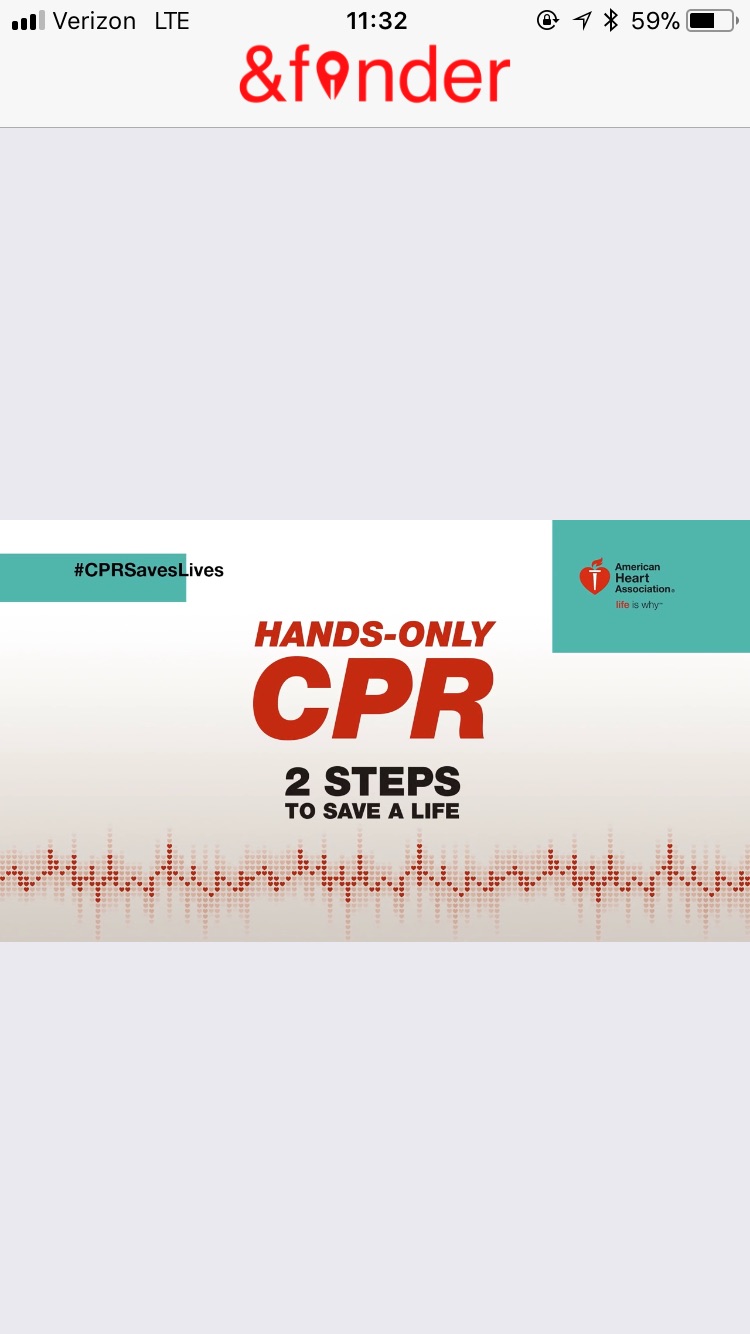 Verizon LTE 11:32 59%
&finder
#CPRSavesLives
American
Heart
Association®
life is why™
HANDS-ONLY
CPR
2 STEPS
TO SAVE A LIFE